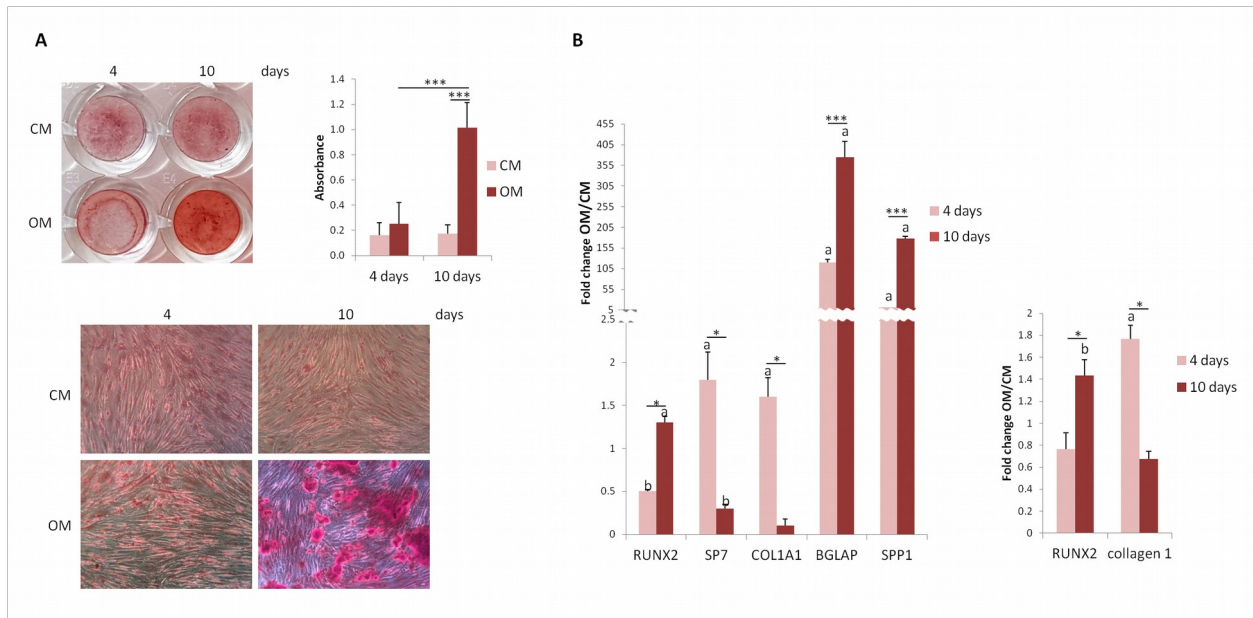 A
4 10 days
CM
OM
E3 E4
Absorbance
1.4
1.2
1.0
0.8
0.6
0.4
0.2
0.0
***
***
CM
OM
4 days 10 days
4 10 days
CM
OM
B
Fold change OM/CM
455
405
355
305
255
205
155
105
55
5
2.5
2
1.5
1
0.5
0
* a b
a * b
a *
*** a a
*** a a
4 days
10 days
RUNX2 SP7 COL1A1 BGLAP SPP1
Fold change OM/CM
2
1.8
1.6
1.4
1.2
1
0.8
0.6
0.4
0.2
0
* b
a *
4 days
10 days
RUNX2 collagen 1